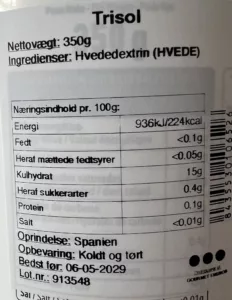 Trisol
Nettovægt: 350g
Ingredienser: Hvededextrin (HVEDE)
Næringsindhold pr. 100g:
Energi 936kJ/224kcal
Fedt <0.1g
Heraf mættede fedtsyrer <0.05g
Kulhydrat 15g
Heraf sukkerarter 0.4g
Protein 0.1g
Salt <0.01g
Oprindelse: Spanien
Opbevaring: Koldt og tørt
Bedst før: 06-05-2029
Lot.nr.: 913548